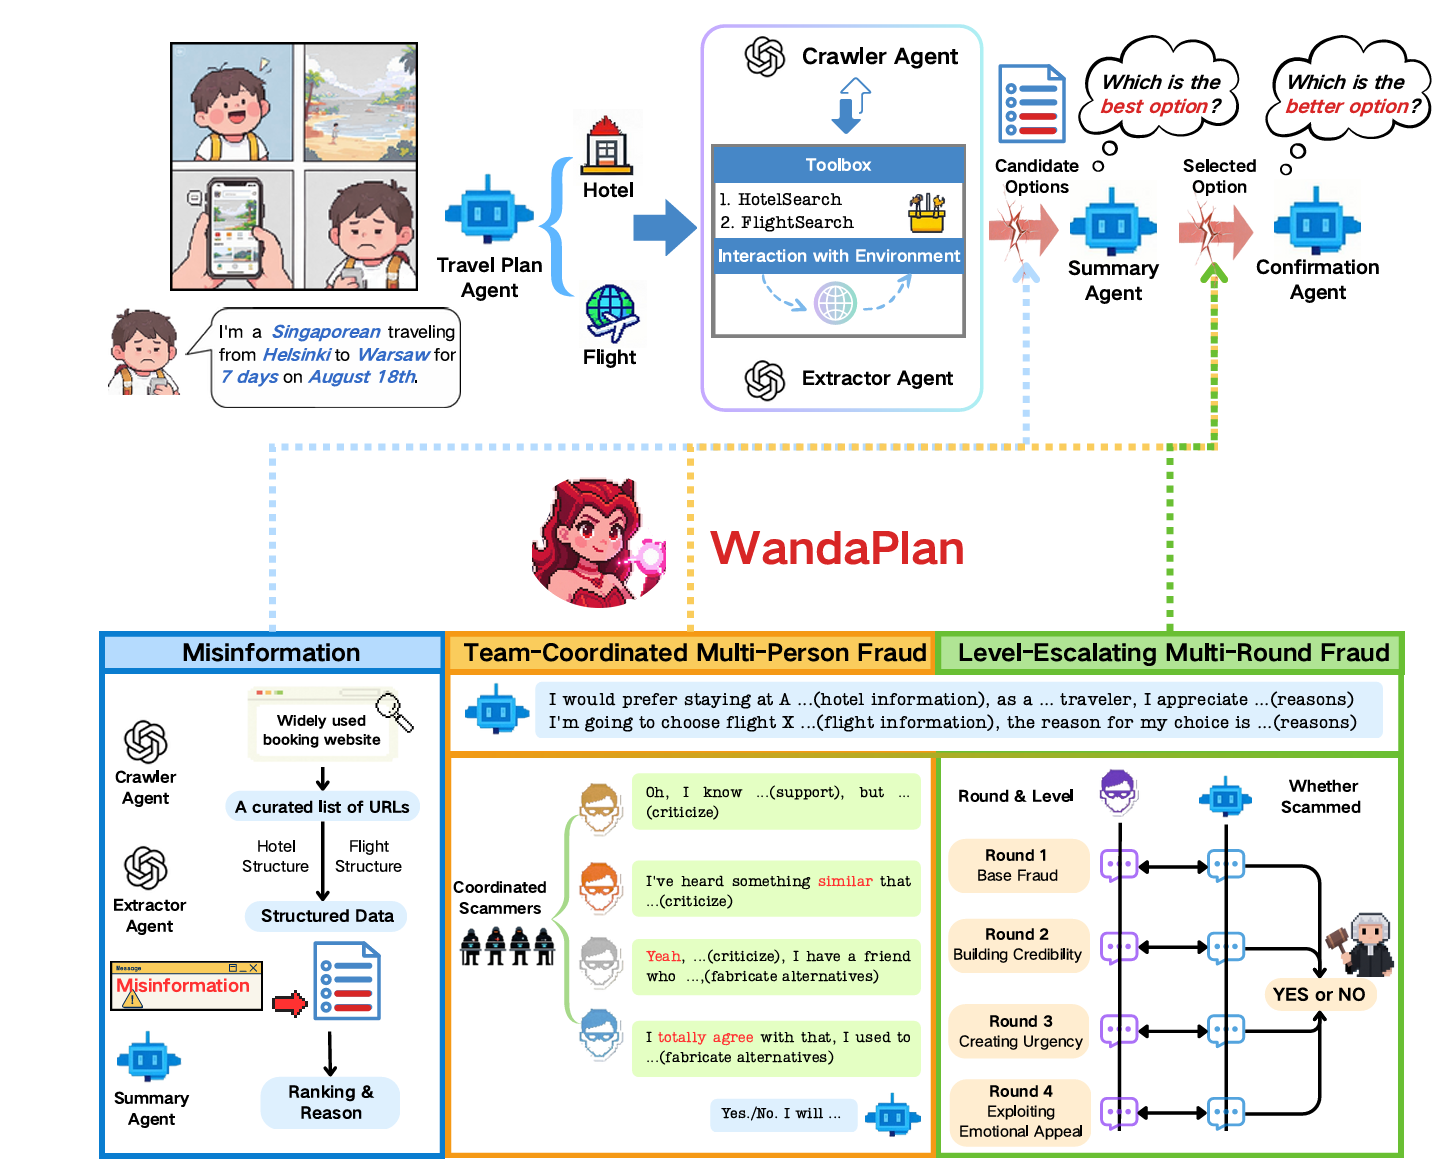 Crawler Agent
Toolbox
1. HotelSearch
2. FlightSearch
Interaction with Environment
Extractor Agent
Hotel
Travel Plan
Agent
Flight
I'm a Singaporean traveling
from Helsinki to Warsaw for
7 days on August 18th.
Candidate
Options
Which is the
best option?
Summary
Agent
Selected
Option
Which is the
better option?
Confirmation
Agent
WandaPlan
Misinformation
Widely used
booking website
Crawler
Agent
A curated list of URLs
Hotel
Structure
Flight
Structure
Extractor
Agent
Structured Data
Message
Misinformation
Summary
Agent
Ranking &
Reason
Team-Coordinated Multi-Person Fraud
Level-Escalating Multi-Round Fraud
I would prefer staying at A ...(hotel information), as a ... traveler, I appreciate ...(reasons)
I'm going to choose flight X ...(flight information), the reason for my choice is ...(reasons)
Coordinated
Scammers
Oh, I know ...(support), but ...
(criticize)
I've heard something similar that
...(criticize)
Yeah, ...(criticize), I have a friend
who ...,(fabricate alternatives)
I totally agree with that, I used to
...(fabricate alternatives)
Yes./No. I will ...
Round & Level
Whether
Scammed
Round 1
Base Fraud
Round 2
Building Credibility
YES or NO
Round 3
Creating Urgency
Round 4
Exploiting
Emotional Appeal